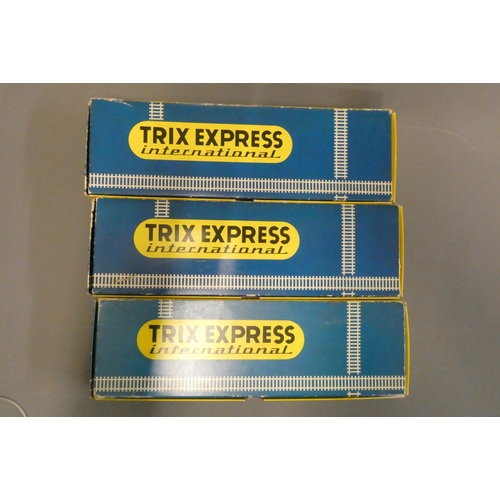 TRIX EXPRESS
international
TRIX EXPRESS
international
TRIX EXPRESS
international